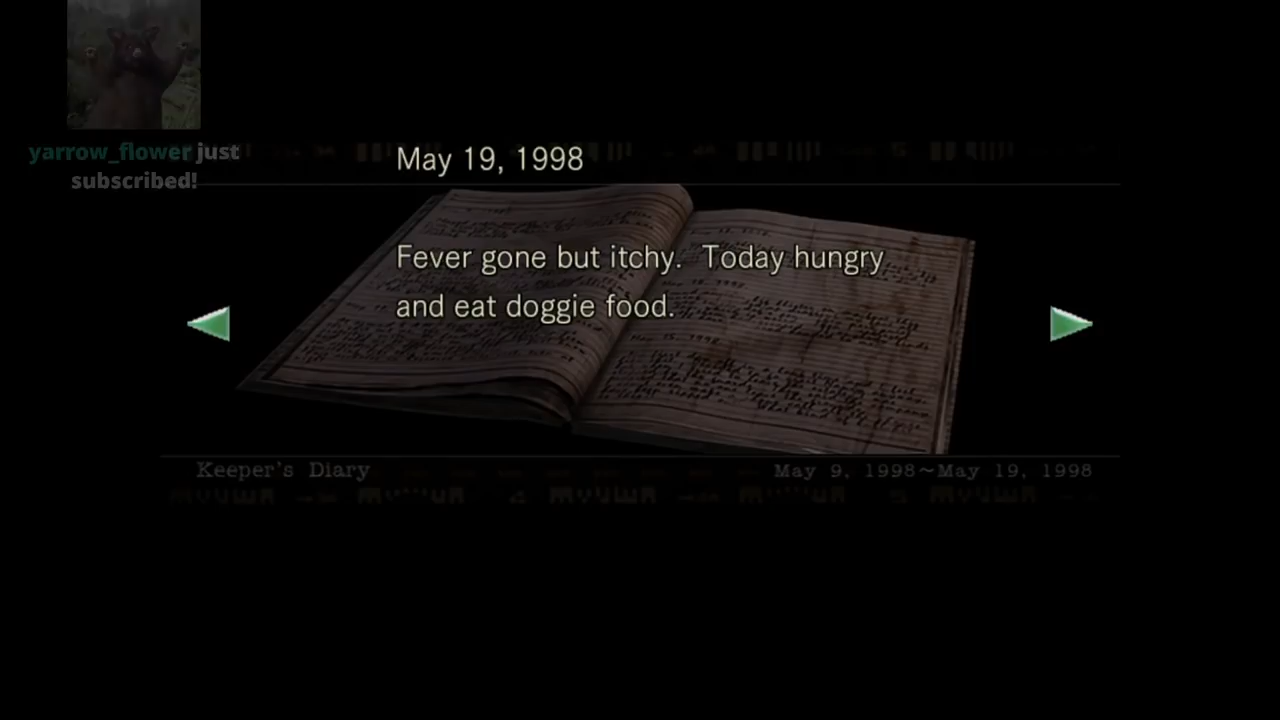 yarrow_flower just
subscribed!
May 19, 1998
Fever gone but itchy. Today hungry
and eat doggie food.
Keeper's Diary
May 9, 1998~May 19, 1998